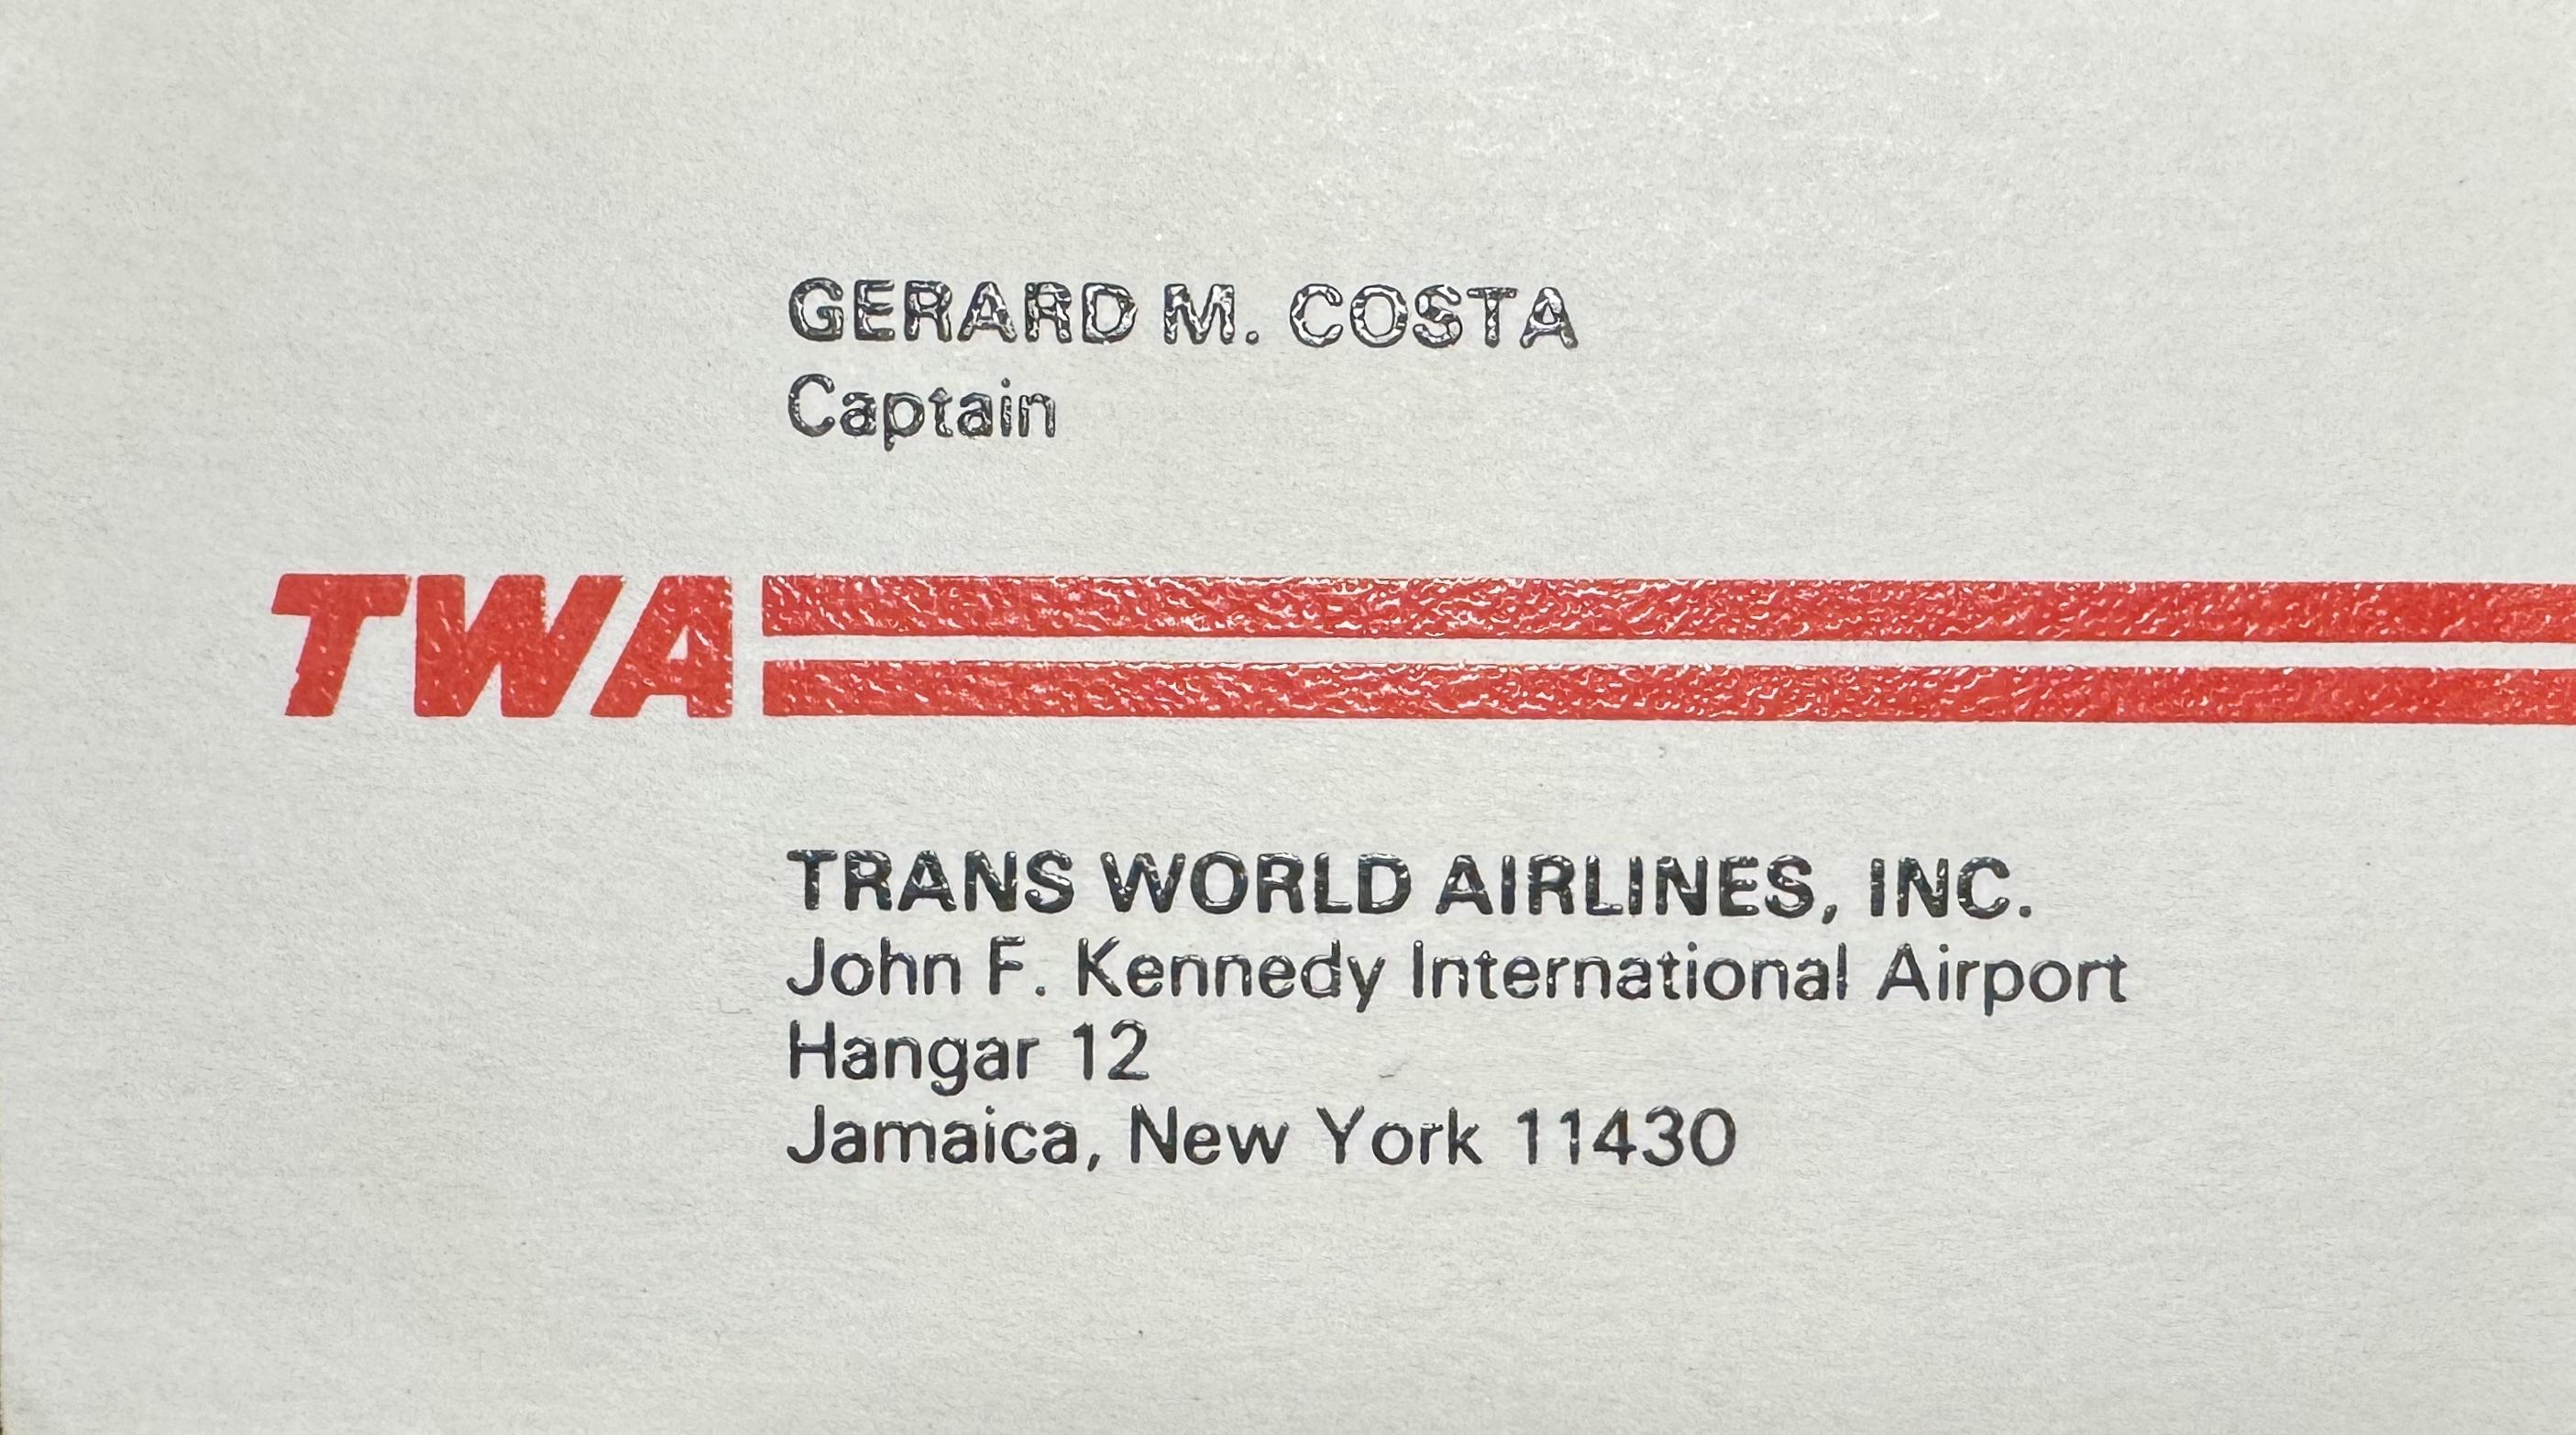 GERARD M. COSTA
Captain
TWA
TRANS WORLD AIRLINES, INC.
John F. Kennedy International Airport
Hangar 12
Jamaica, New York 11430